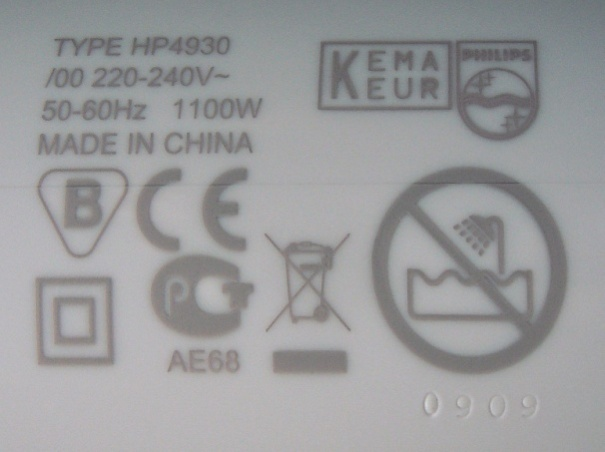 TYPE HP4930
/00 220-240V~
50-60Hz 1100W
MADE IN CHINA
KEMA
KEUR
PHILIPS
B
CE
PCT
AE68
0909